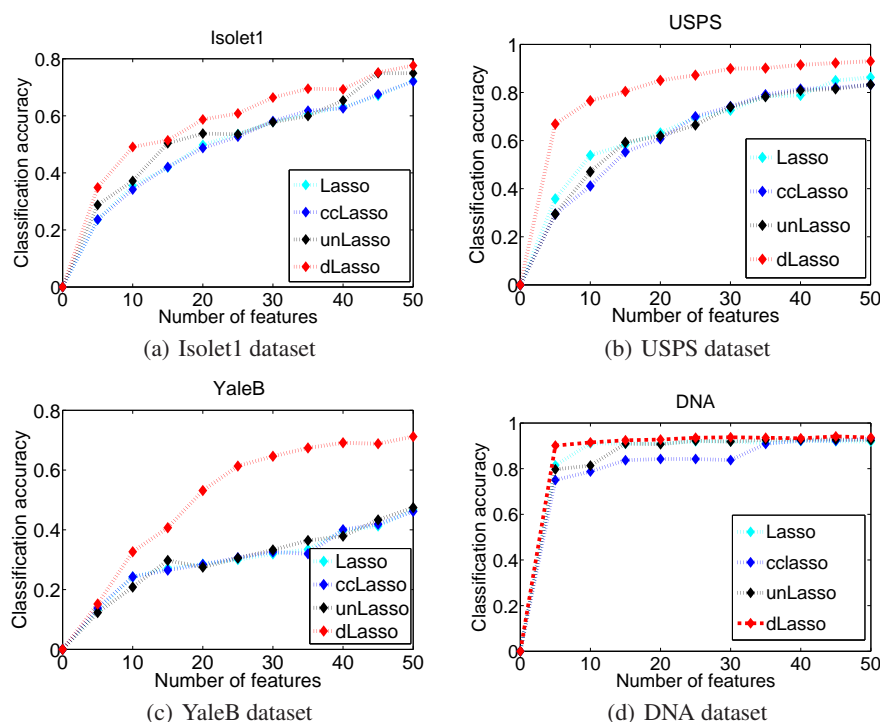 Isolet1
Classification accuracy
0.8
0.6
0.4
0.2
0
0 10 20 30 40 50
Number of features
Lasso
ccLasso
unLasso
dLasso
(a) Isolet1 dataset
USPS
Classification accuracy
1
0.8
0.6
0.4
0.2
0
0 10 20 30 40 50
Number of features
Lasso
ccLasso
unLasso
dLasso
(b) USPS dataset
YaleB
Classification accuracy
0.8
0.6
0.4
0.2
0
0 10 20 30 40 50
Number of features
Lasso
ccLasso
unLasso
dLasso
(c) YaleB dataset
DNA
Classification accuracy
1
0.8
0.6
0.4
0.2
0
0 10 20 30 40 50
Number of features
Lasso
cclasso
unLasso
dLasso
(d) DNA dataset